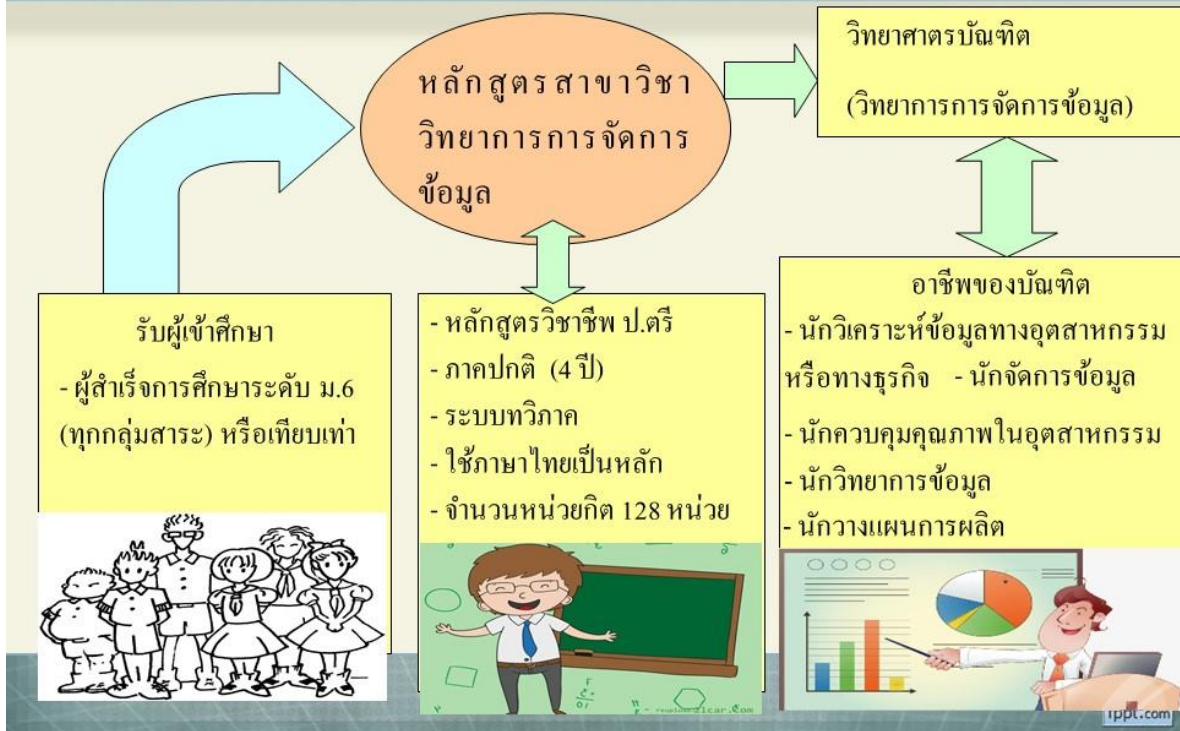 หลักสูตรสาขาวิชา
วิทยาการการจัดการ
ข้อมูล
วิทยาศาตรบัณฑิต
(วิทยาการการจัดการข้อมูล)
รับผู้เข้าศึกษา
- ผู้สำเร็จการศึกษาระดับ ม.6
(ทุกกลุ่มสาระ) หรือเทียบเท่า
- หลักสูตรวิชาชีพ ป.ตรี
- ภาคปกติ (4 ปี)
- ระบบทวิภาค
- ใช้ภาษาไทยเป็นหลัก
- จำนวนหน่วยกิต 128 หน่วย
อาชีพของบัณฑิต
- นักวิเคราะห์ข้อมูลทางอุตสาหกรรม
หรือทางธุรกิจ - นักจัดการข้อมูล
- นักควบคุมคุณภาพในอุตสาหกรรม
- นักวิทยาการข้อมูล
- นักวางแผนการผลิต
fppt.com